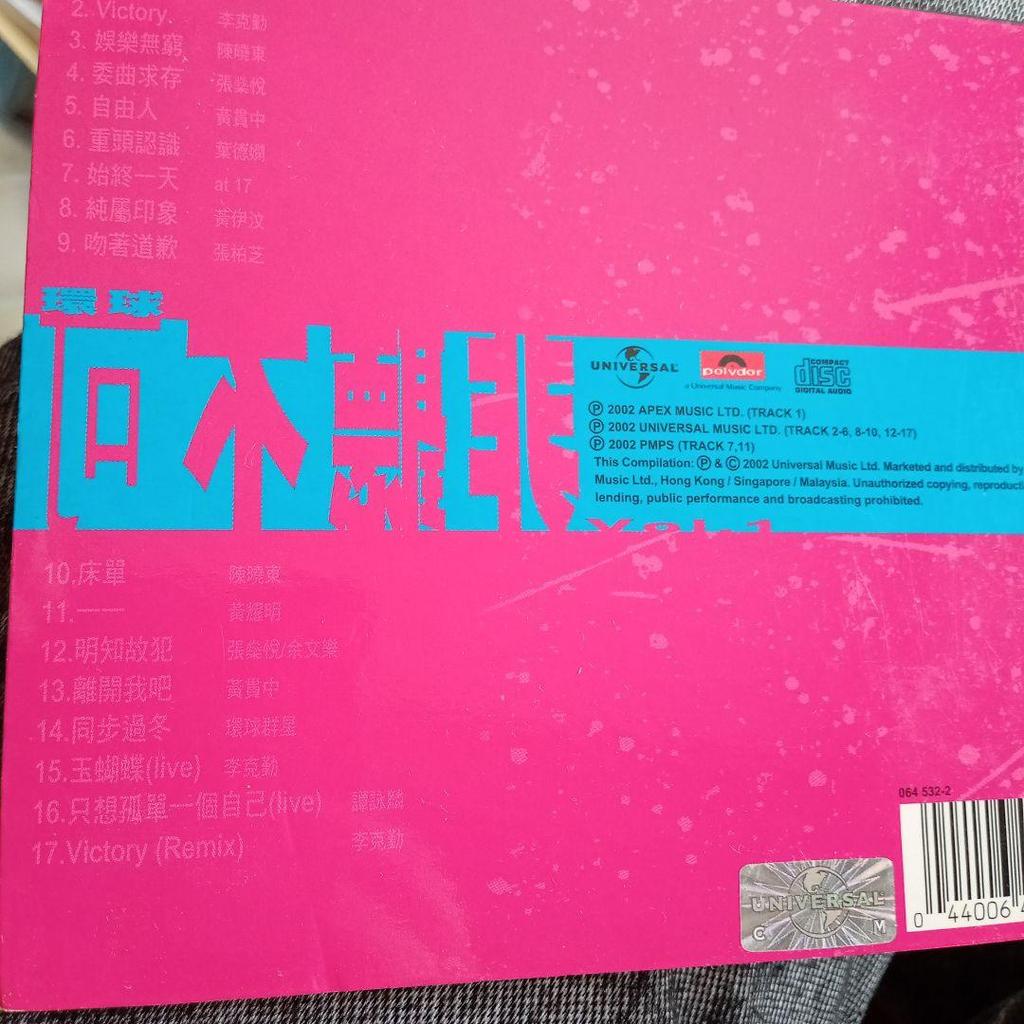 2. Victory. 李克勤
3. 娛樂無窮 陳曉東
4. 委曲求存 張燊悅
5. 自由人 黃貫中
6. 重頭認識 葉德嫻
7. 始終一天 at 17
8. 純屬印象 黃伊汶
9. 吻著道歉 張柏芝
環球
UNIVERSAL
polydor
a Universal Music Company
COMPACT
disc
DIGITAL AUDIO
Ⓟ 2002 APEX MUSIC LTD. (TRACK 1)
Ⓟ 2002 UNIVERSAL MUSIC LTD. (TRACK 2-6, 8-10, 12-17)
Ⓟ 2002 PMPS (TRACK 7,11)
This Compilation: Ⓟ & © 2002 Universal Music Ltd. Marketed and distributed by
Music Ltd., Hong Kong / Singapore / Malaysia. Unauthorized copying, reproducti
lending, public performance and broadcasting prohibited.
10.床單 陳曉東
11.一一 黃耀明
12.明知故犯 張燊悅/余文樂
13.離開我吧 黃貫中
14.同步過冬 環球群星
15.玉蝴蝶(live) 李克勤
16.只想孤單一個自己(live) 譚詠麟
17.Victory (Remix) 李克勤
064 532-2
UNIVERSAL
C M
0 44006 4